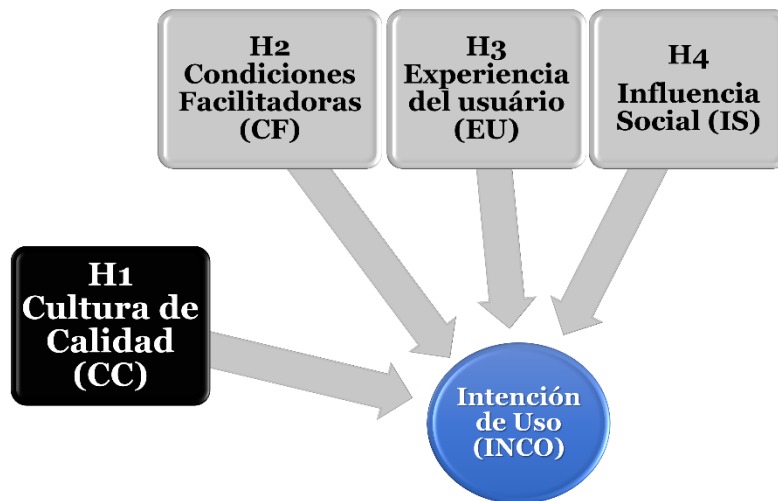 H2
Condiciones
Facilitadoras
(CF)
H3
Experiencia
del usuário
(EU)
H4
Influencia
Social (IS)
H1
Cultura de
Calidad
(CC)
Intención
de Uso
(INCO)